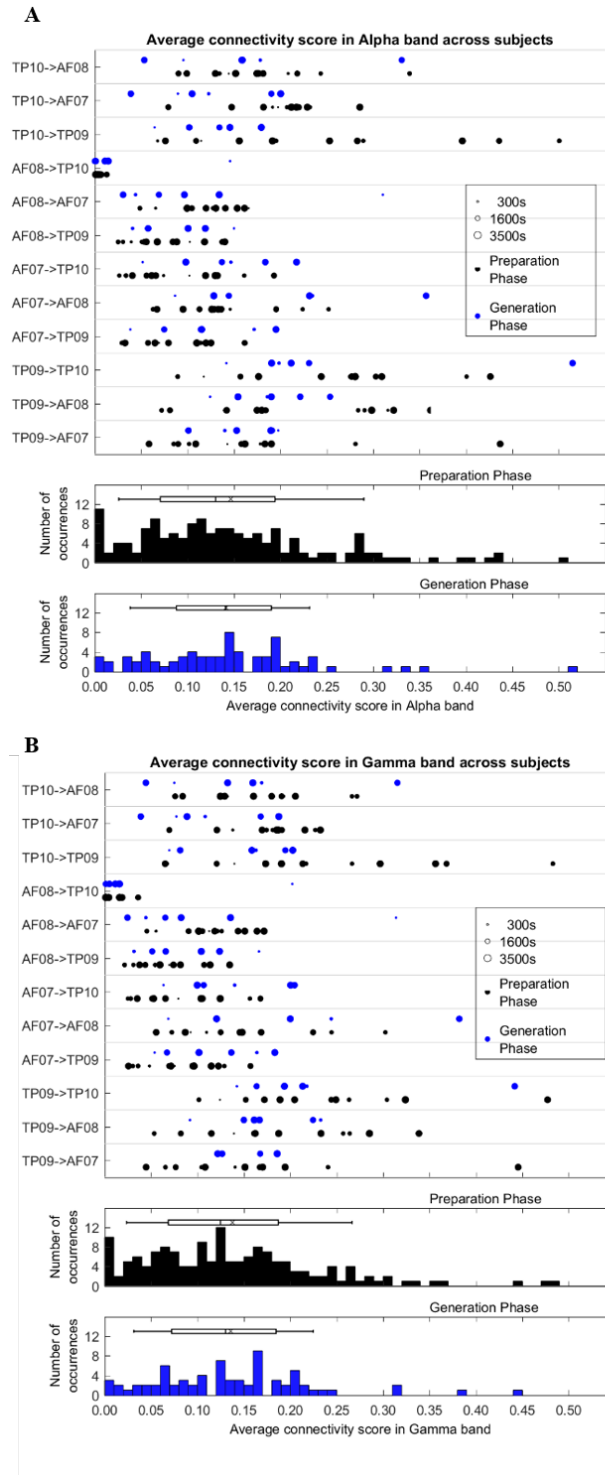 A
Average connectivity score in Alpha band across subjects
TP10->AF08
TP10->AF07
TP10->TP09
AF08->TP10
AF08->AF07
AF08->TP09
AF07->TP10
AF07->AF08
AF07->TP09
TP09->TP10
TP09->AF08
TP09->AF07
300s
1600s
3500s
Preparation
Phase
Generation
Phase
Preparation Phase
Number of
occurrences
12
8
4
0
Generation Phase
Number of
occurrences
12
8
4
0
0.00 0.05 0.10 0.15 0.20 0.25 0.30 0.35 0.40 0.45 0.50
Average connectivity score in Alpha band
B
Average connectivity score in Gamma band across subjects
TP10->AF08
TP10->AF07
TP10->TP09
AF08->TP10
AF08->AF07
AF08->TP09
AF07->TP10
AF07->AF08
AF07->TP09
TP09->TP10
TP09->AF08
TP09->AF07
300s
1600s
3500s
Preparation
Phase
Generation
Phase
Preparation Phase
Number of
occurrences
12
8
4
0
Generation Phase
Number of
occurrences
12
8
4
0
0.00 0.05 0.10 0.15 0.20 0.25 0.30 0.35 0.40 0.45 0.50
Average connectivity score in Gamma band